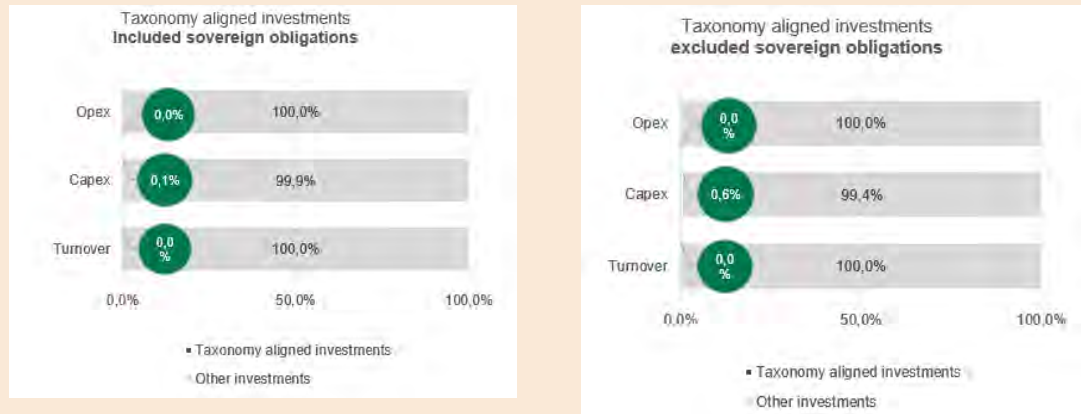 Taxonomy aligned investments
Included sovereign obligations
Opex 0,0% 100,0%
Capex 0,1% 99,9%
Turnover 0,0 % 100,0%
0,0% 50,0% 100,0%
▪ Taxonomy aligned investments
Other investments
Taxonomy aligned investments
excluded sovereign obligations
Opex 0,0 % 100,0%
Capex 0,6% 99,4%
Turnover 0,0 % 100,0%
0,0% 50,0% 100,0%
▪ Taxonomy aligned investments
Other investments